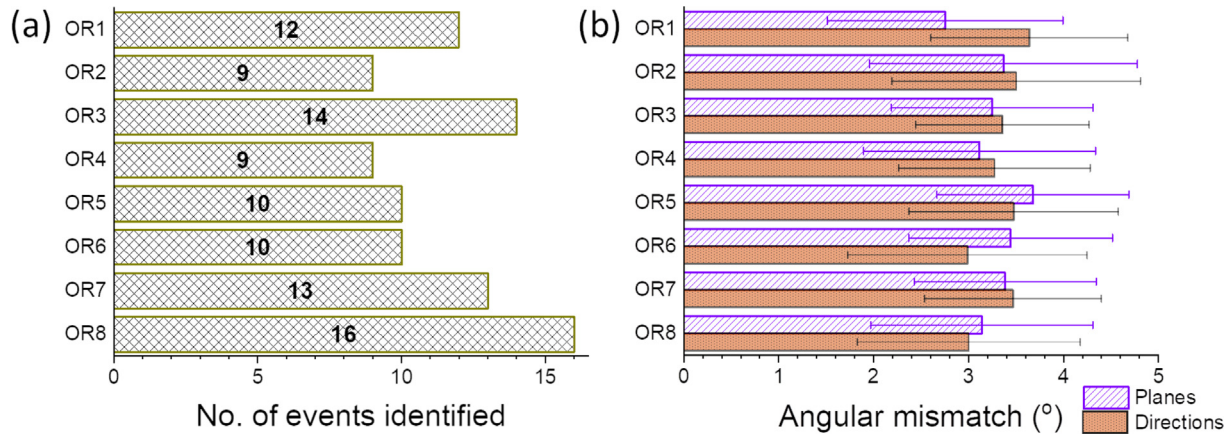 (a)
OR1
12
OR2
9
OR3
14
OR4
9
OR5
10
OR6
10
OR7
13
OR8
16
0 5 10 15
No. of events identified
(b)
OR1
OR2
OR3
OR4
OR5
OR6
OR7
OR8
0 1 2 3 4 5
Angular mismatch (º)
Planes
Directions